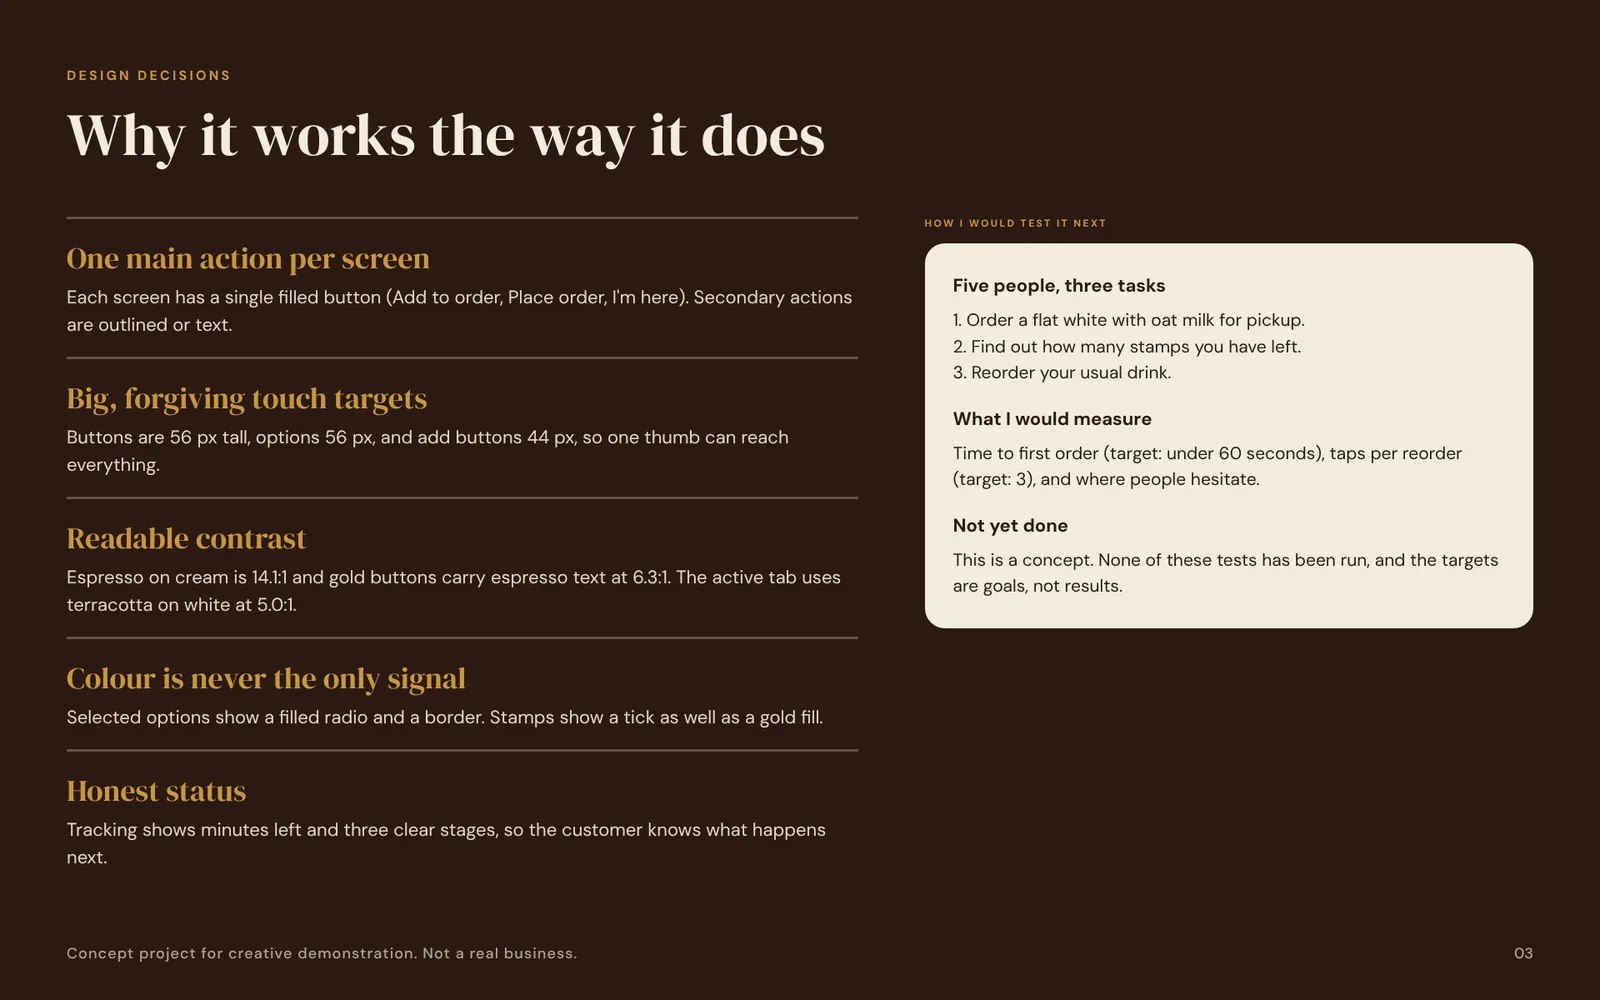 DESIGN DECISIONS
Why it works the way it does
One main action per screen
Each screen has a single filled button (Add to order, Place order, I'm here). Secondary actions
are outlined or text.
Big, forgiving touch targets
Buttons are 56 px tall, options 56 px, and add buttons 44 px, so one thumb can reach
everything.
Readable contrast
Espresso on cream is 14.1:1 and gold buttons carry espresso text at 6.3:1. The active tab uses
terracotta on white at 5.0:1.
Colour is never the only signal
Selected options show a filled radio and a border. Stamps show a tick as well as a gold fill.
Honest status
Tracking shows minutes left and three clear stages, so the customer knows what happens
next.
HOW I WOULD TEST IT NEXT
Five people, three tasks
1. Order a flat white with oat milk for pickup.
2. Find out how many stamps you have left.
3. Reorder your usual drink.
What I would measure
Time to first order (target: under 60 seconds), taps per reorder
(target: 3), and where people hesitate.
Not yet done
This is a concept. None of these tests has been run, and the targets
are goals, not results.
Concept project for creative demonstration. Not a real business.
03